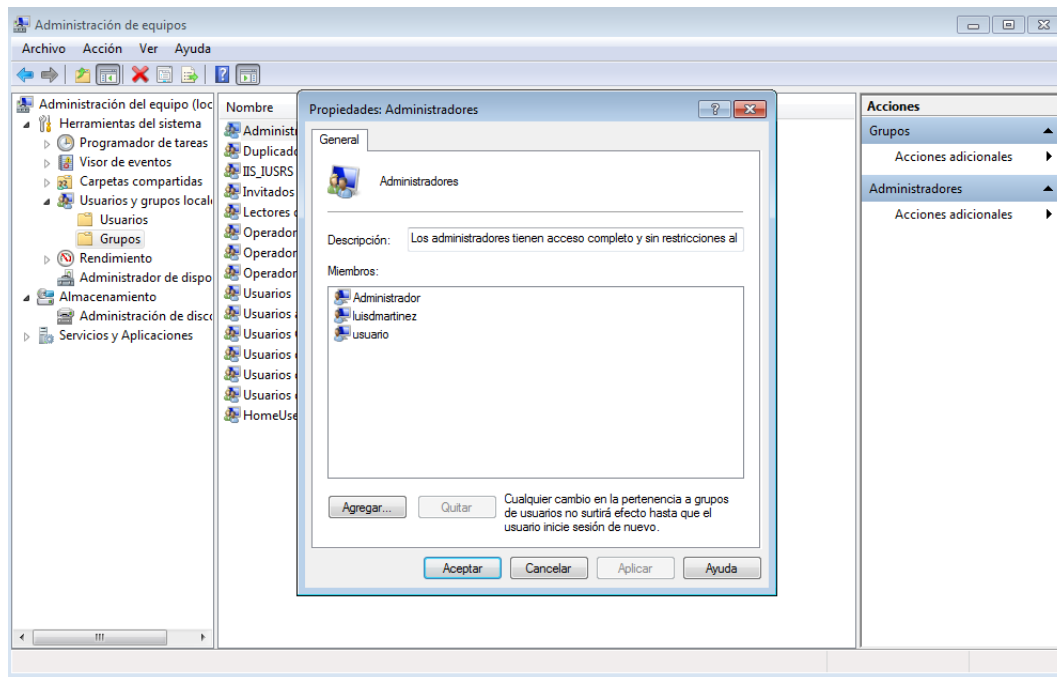 Administración de equipos
Archivo Acción Ver Ayuda
Administración del equipo (loc
Herramientas del sistema
Programador de tareas
Visor de eventos
Carpetas compartidas
Usuarios y grupos local
Usuarios
Grupos
Rendimiento
Administrador de dispo
Almacenamiento
Administración de disco
Servicios y Aplicaciones
Nombre
Administ
Duplicado
IIS_IUSRS
Invitados
Lectores
Operador
Operador
Operador
Usuarios
Usuarios
Usuarios
Usuarios
Usuarios
Usuarios
HomeUse
Propiedades: Administradores
General
Administradores
Descripción: Los administradores tienen acceso completo y sin restricciones al
Miembros:
Administrador
luisdmartinez
usuario
Agregar... Quitar
Cualquier cambio en la pertenencia a grupos
de usuarios no surtirá efecto hasta que el
usuario inicie sesión de nuevo.
Aceptar Cancelar Aplicar Ayuda
Acciones
Grupos
Acciones adicionales
Administradores
Acciones adicionales